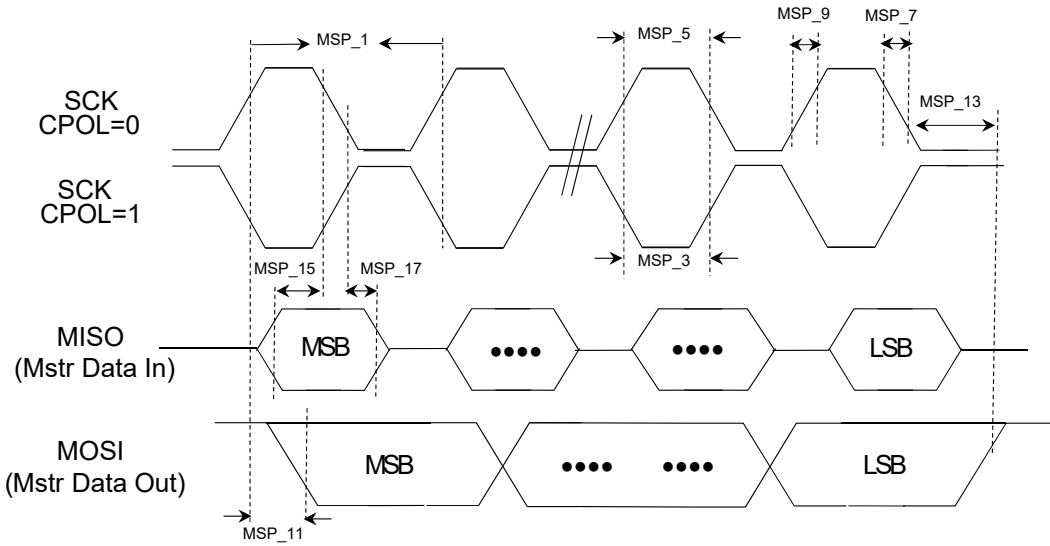 MSP_1
MSP_5
MSP_9
MSP_7
MSP_13
SCK
CPOL=0
SCK
CPOL=1
MSP_15
MSP_17
MSP_3
MISO
(Mstr Data In)
MSB
●●●●
●●●●
LSB
MOSI
(Mstr Data Out)
MSB
●●●●
●●●●
LSB
MSP_11